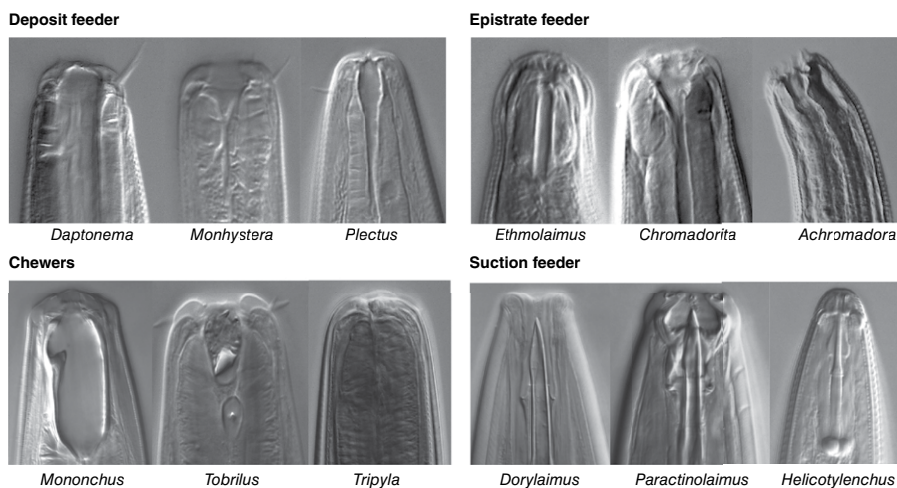 Deposit feeder
Epistrate feeder
Daptonema
Monhystera
Plectus
Ethmolaimus
Chromadorita
Achromadora
Chewers
Suction feeder
Mononchus
Tobrilus
Tripyla
Dorylaimus
Paractinolaimus
Helicotylenchus